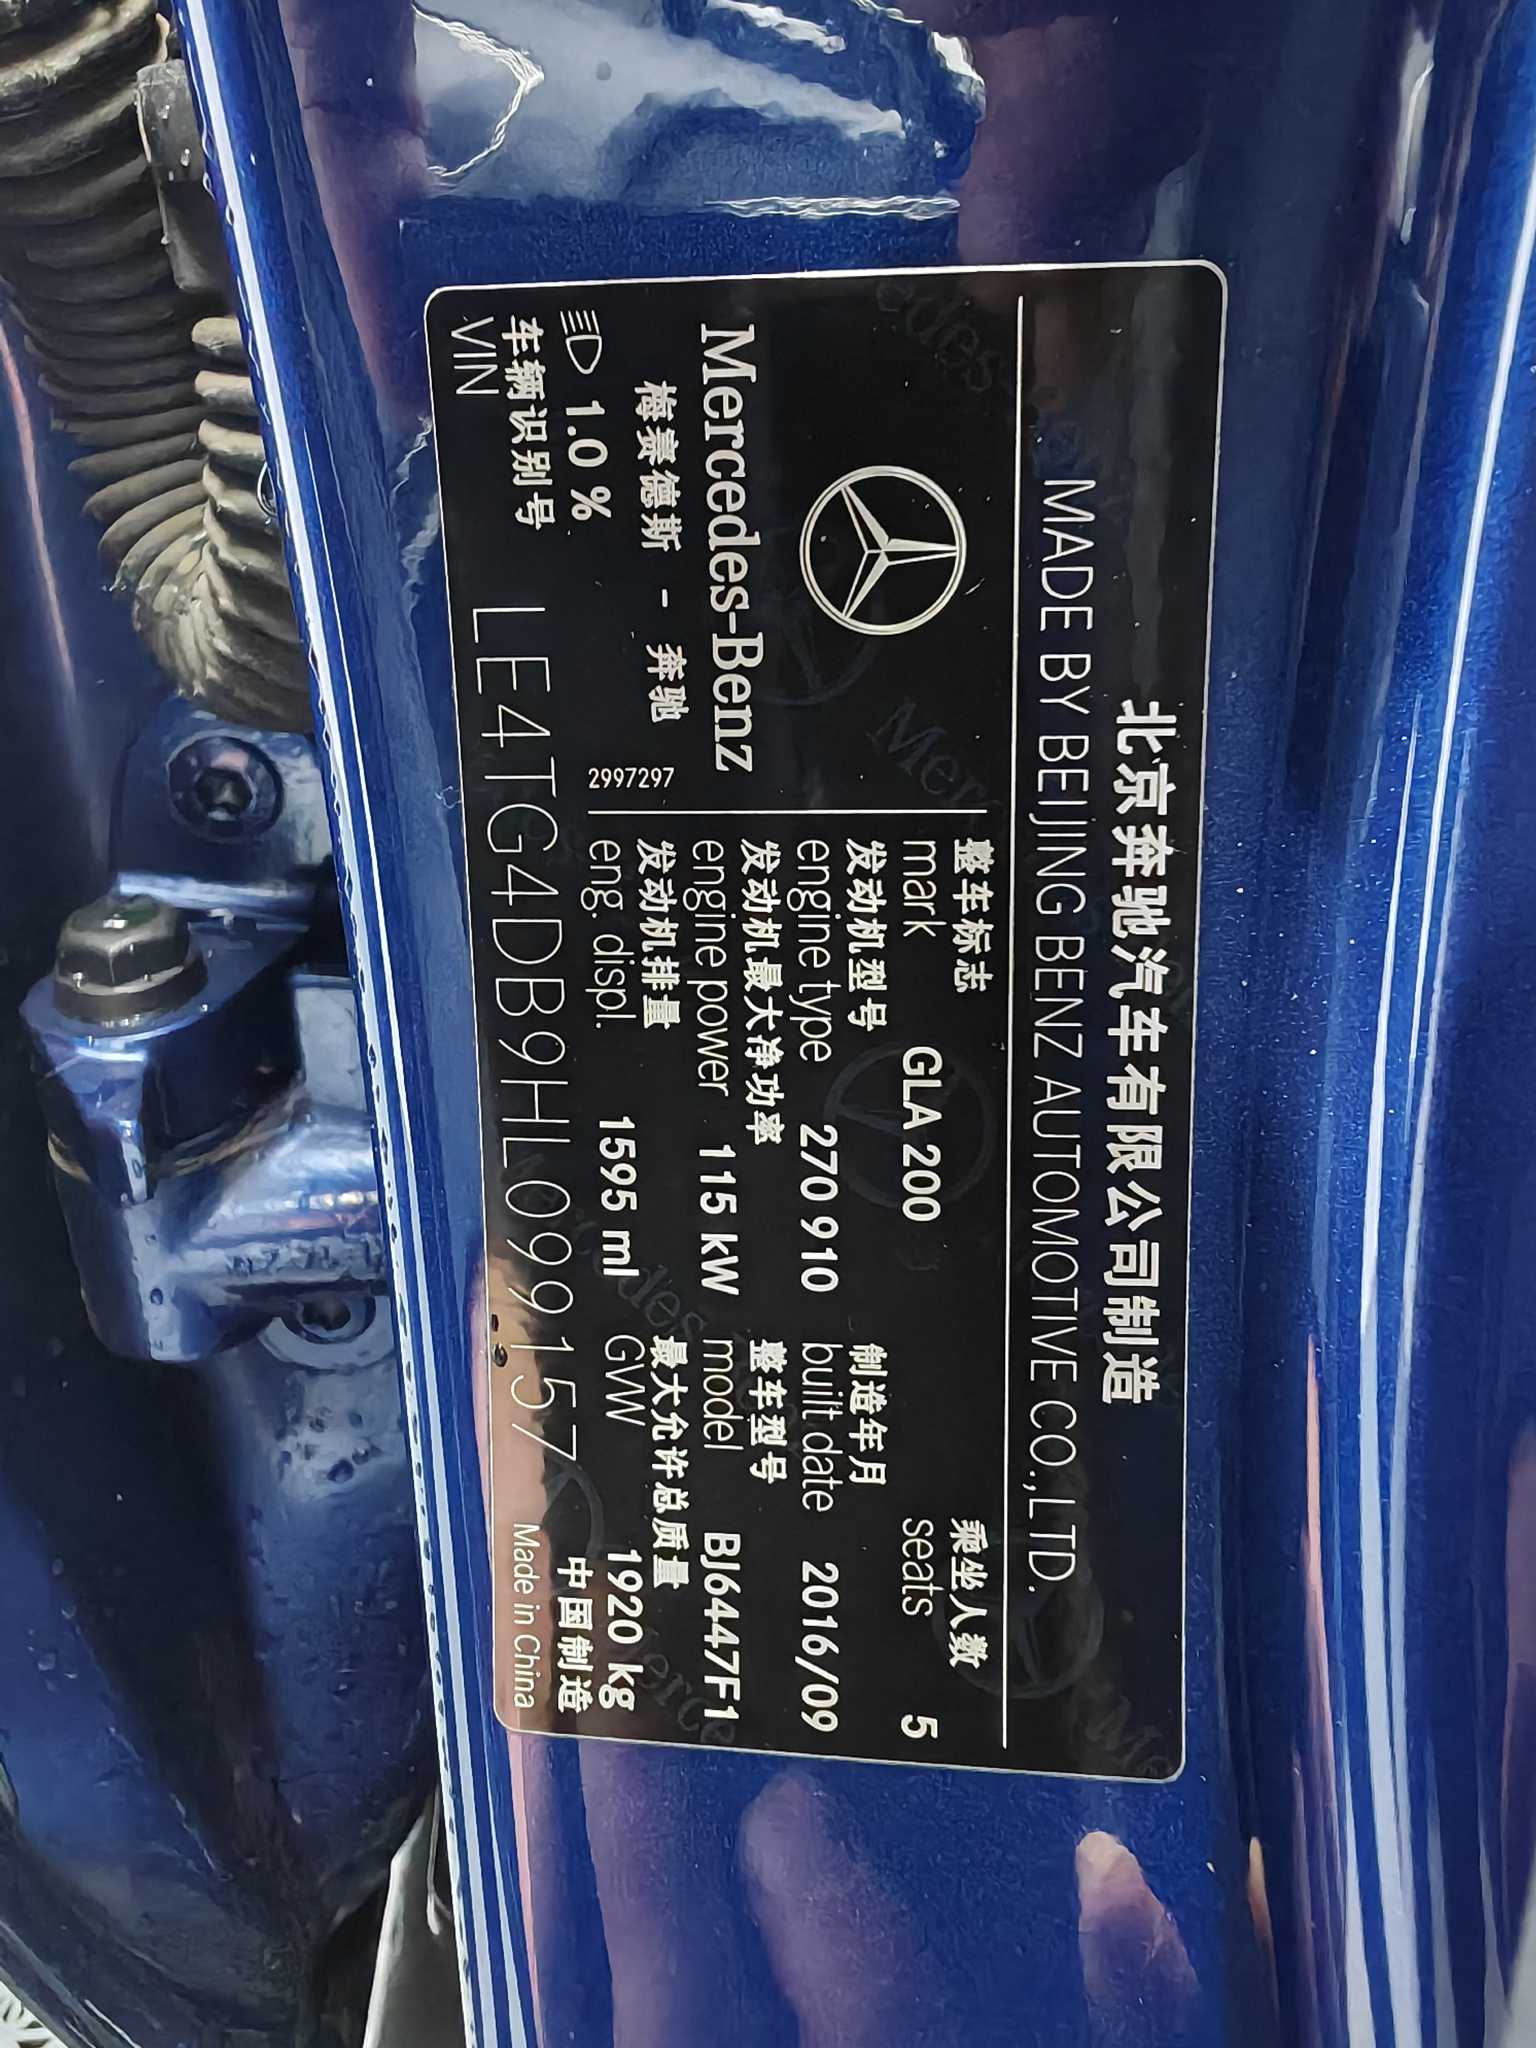 北京奔驰汽车有限公司制造
MADE BY BEIJING BENZ AUTOMOTIVE CO.,LTD.
Mercedes-Benz
梅赛德斯 - 奔驰
1.0 %
2997297
整车标志
mark GLA 200
乘坐人数
seats 5
发动机型号
engine type 270 910
制造年月
built date 2016/09
发动机最大净功率
engine power 115 kW
整车型号
model BJ6447F1
发动机排量
eng. displ. 1595 ml
最大允许总质量
GVW 1920 kg
车辆识别号
VIN
LE4TG4DB9HL099157
中国制造
Made in China